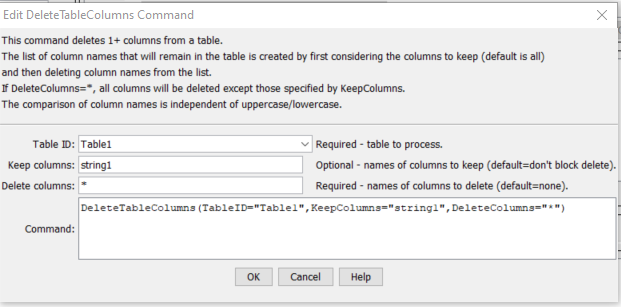 Edit DeleteTableColumns Command
This command deletes 1+ columns from a table.
The list of column names that will remain in the table is created by first considering the columns to keep (default is all)
and then deleting column names from the list.
If DeleteColumns=*, all columns will be deleted except those specified by KeepColumns.
The comparison of column names is independent of uppercase/lowercase.
Table ID: Table1 Required - table to process.
Keep columns: string1 Optional - names of columns to keep (default=don't block delete).
Delete columns: * Required - names of columns to delete (default=none).
Command: DeleteTableColumns(TableID="Table1",KeepColumns="string1",DeleteColumns="*")
OK Cancel Help